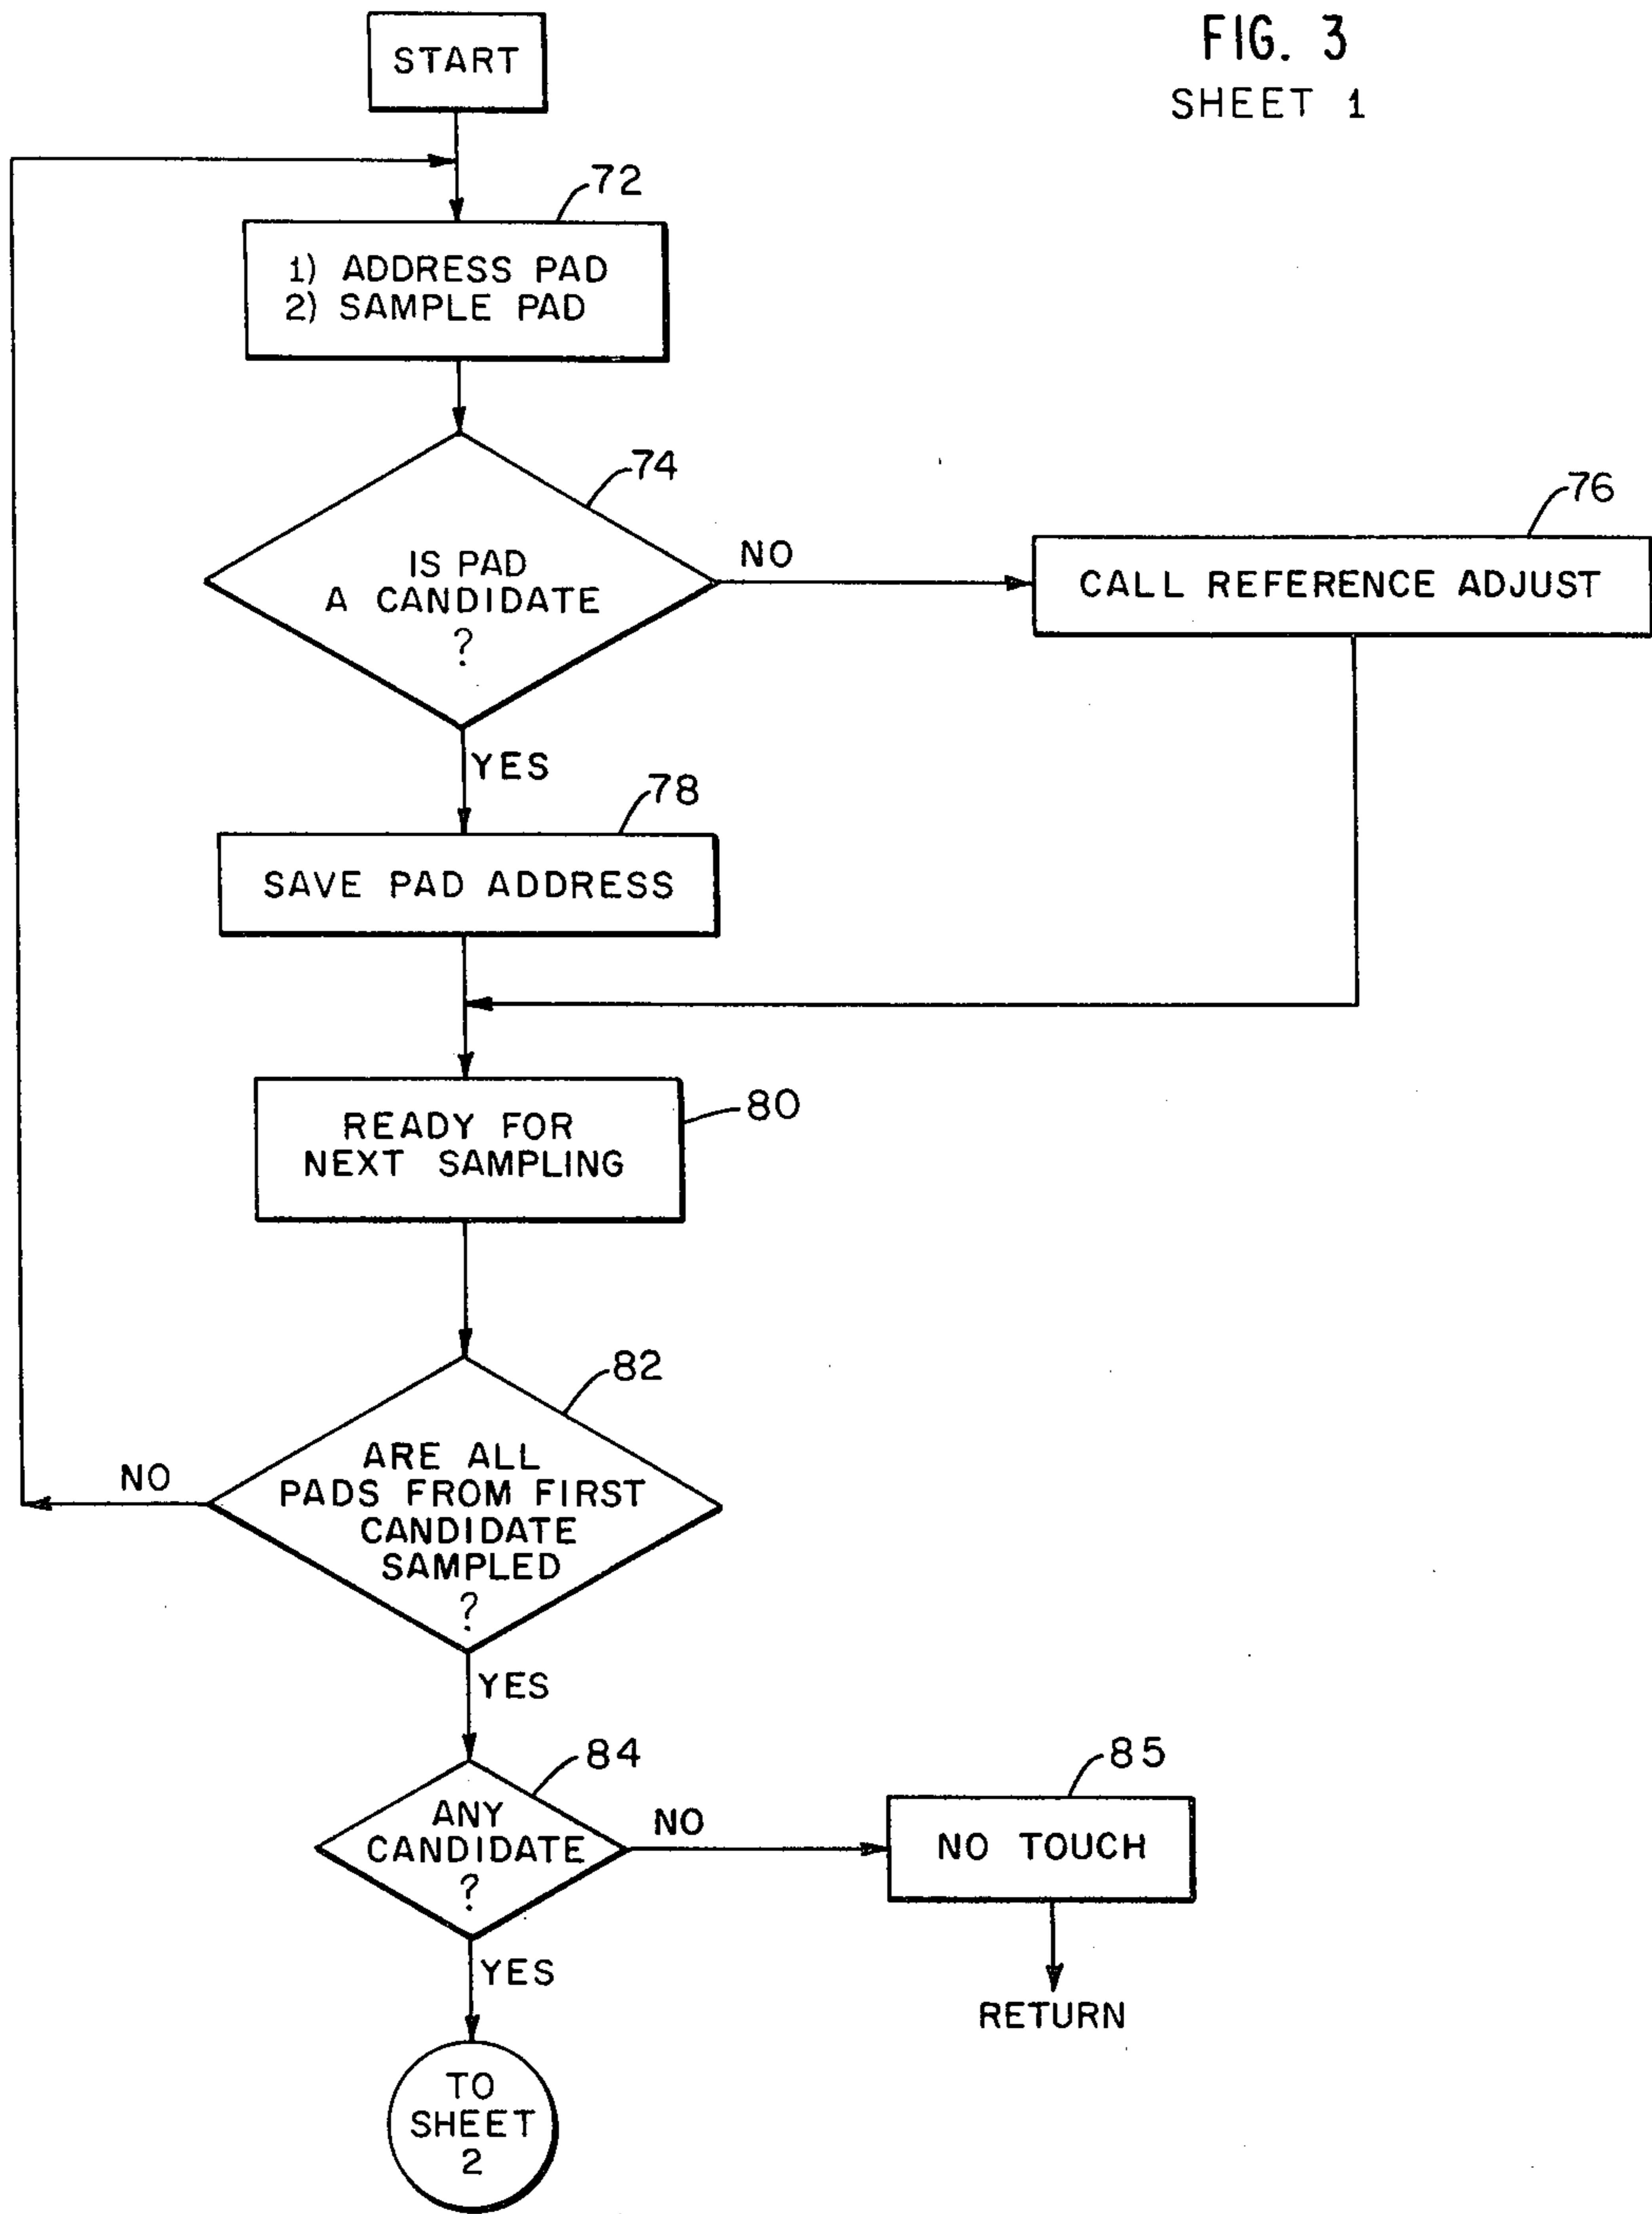 FIG. 3
SHEET 1
START
72
1) ADDRESS PAD
2) SAMPLE PAD
74
IS PAD
A CANDIDATE
?
NO
76
CALL REFERENCE ADJUST
YES
78
SAVE PAD ADDRESS
80
READY FOR
NEXT SAMPLING
82
ARE ALL
PADS FROM FIRST
CANDIDATE
SAMPLED
?
NO
YES
84
ANY
CANDIDATE
?
NO
85
NO TOUCH
RETURN
YES
TO
SHEET
2